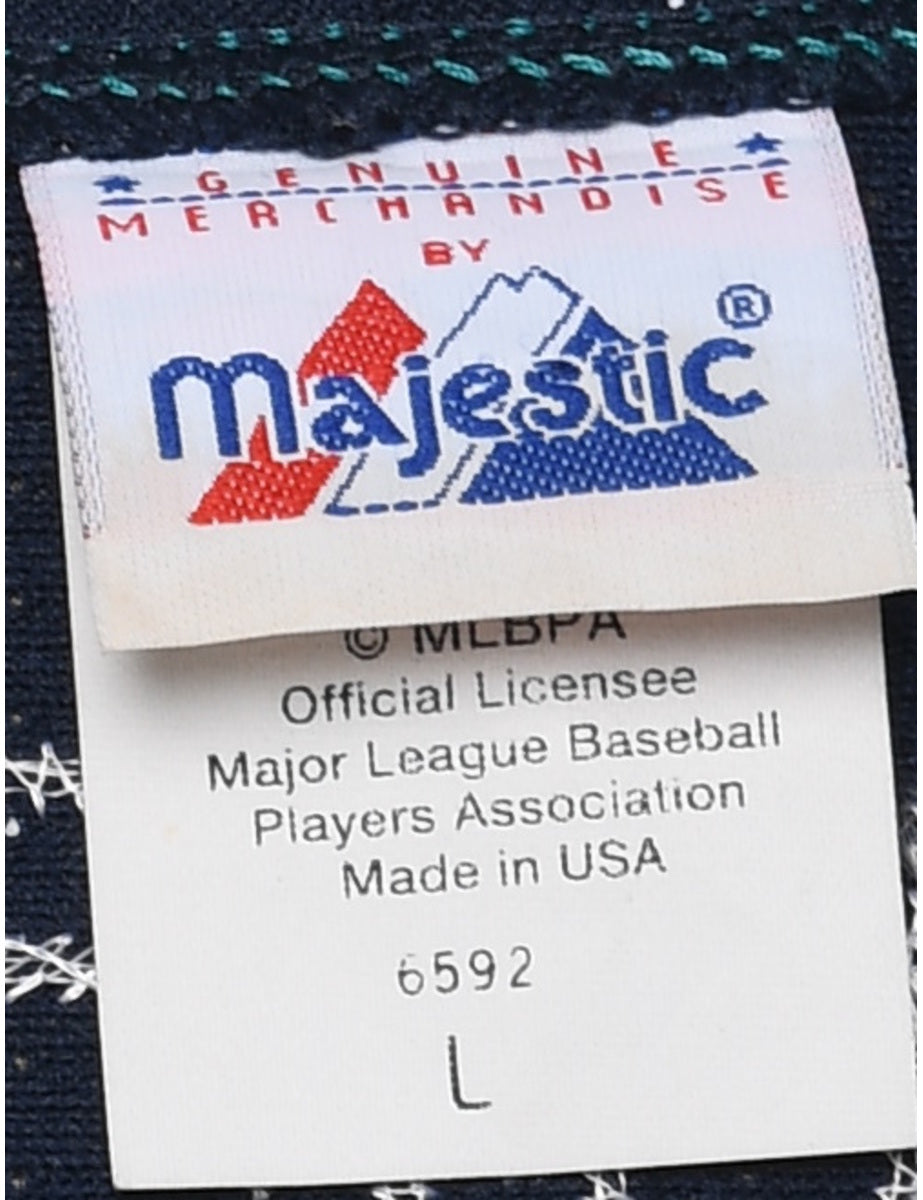 GENUINE
MERCHANDISE
BY
majestic ®
© MLBPA
Official Licensee
Major League Baseball
Players Association
Made in USA
6592
L